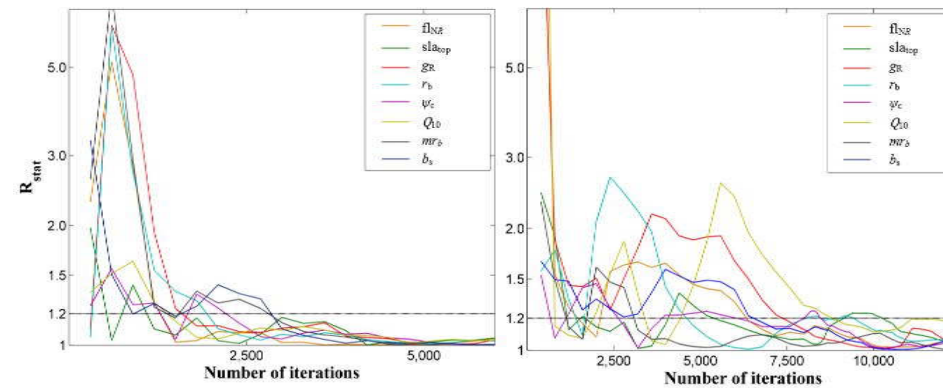 R_stat
5.0
3.0
2.0
1.5
1.2
1
fl_NR
sla_top
g_R
r_b
ψ_c
Q_10
mr_b
b_s
2,500
5,000
Number of iterations
5.0
3.0
2.0
1.5
1.2
1
fl_NR
sla_top
g_R
r_b
ψ_c
Q_10
mr_b
b_s
2,500
5,000
7,500
10,000
Number of iterations